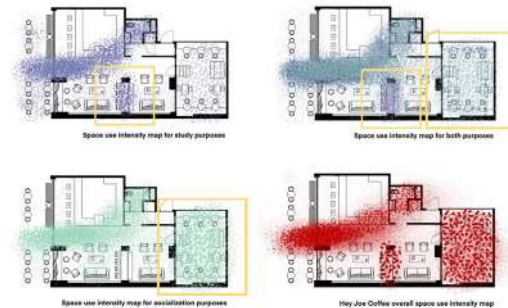 Space use intensity map for study purposes
Space use intensity map for both purposes
Space use intensity map for socialization purposes
Hey Joe Coffee overall space use intensity map